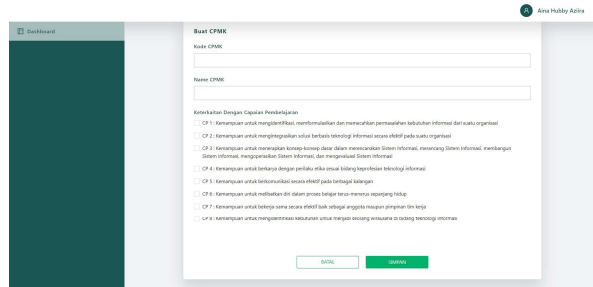 A Aina Hubby Aziira
Dashboard
Buat CPMK
Kode CPMK
Name CPMK
Keterkaitan Dengan Capaian Pembelajaran
CP 1 : Kemampuan untuk mengidentifikasi, memformulasikan dan memecahkan permasalahan kebutuhan informasi dari suatu organisasi
CP 2 : Kemampuan untuk mengintegrasikan solusi berbasis teknologi informasi secara efektif pada suatu organisasi
CP 3 : Kemampuan untuk menerapkan konsep-konsep dasar dalam merencanakan Sistem Informasi, merancang Sistem Informasi, membangun
Sistem Informasi, mengoperasikan Sistem Informasi, dan mengevaluasi Sistem Informasi
CP 4 : Kemampuan untuk berkarya dengan perilaku etika sesuai bidang keprofesian teknologi informasi
CP 5 : Kemampuan untuk berkomunikasi secara efektif pada berbagai kalangan
CP 6 : Kemampuan untuk melibatkan diri dalam proses belajar terus-menerus sepanjang hidup
CP 7 : Kemampuan untuk bekerja sama secara efektif baik sebagai anggota maupun pimpinan tim kerja
CP 8 : Kemampuan untuk mengidentifikasi kebutuhan untuk menjadi seorang wirausaha di bidang teknologi informasi
BATAL SIMPAN